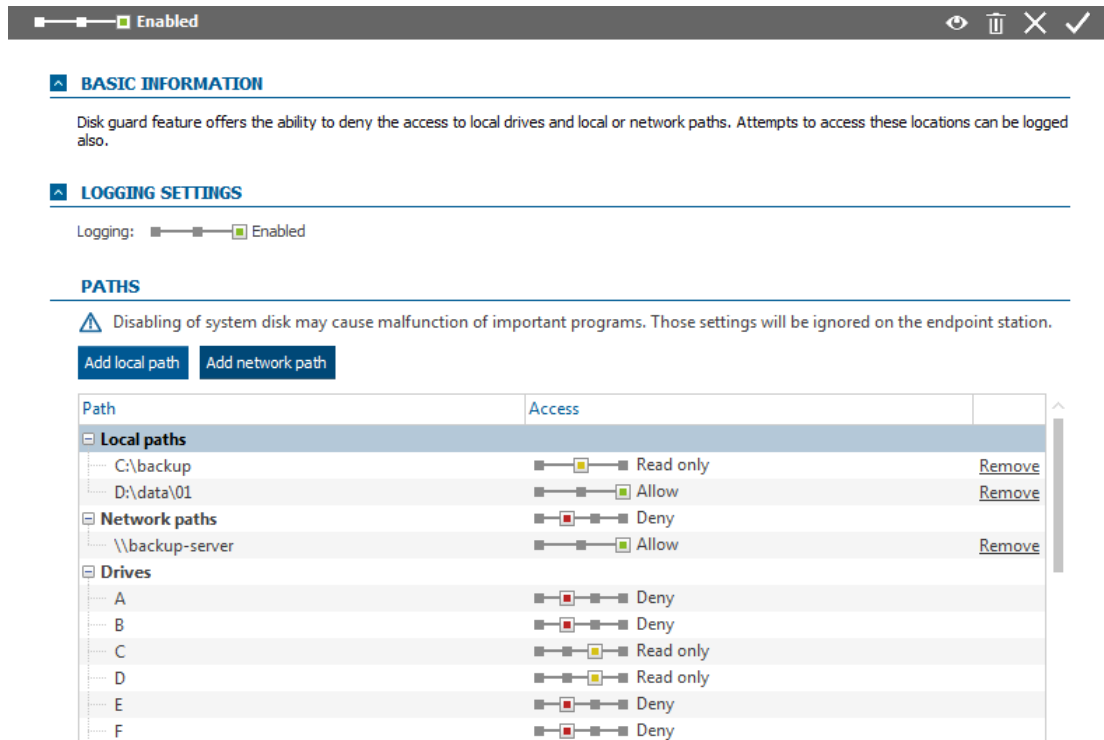 Enabled
BASIC INFORMATION
Disk guard feature offers the ability to deny the access to local drives and local or network paths. Attempts to access these locations can be logged
also.
LOGGING SETTINGS
Logging: Enabled
PATHS
Disabling of system disk may cause malfunction of important programs. Those settings will be ignored on the endpoint station.
Add local path Add network path
Path Access
Local paths
C:\backup Read only Remove
D:\data\01 Allow Remove
Network paths Deny
\\backup-server Allow Remove
Drives
A Deny
B Deny
C Read only
D Read only
E Deny
F Deny